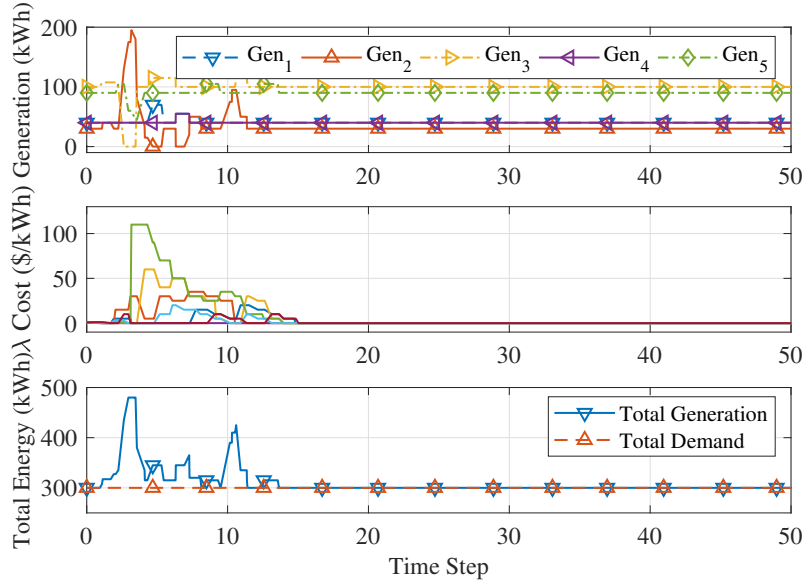 Generation (kWh)
200
100
0
Gen1 Gen2 Gen3 Gen4 Gen5
0 10 20 30 40 50
λ Cost ($/kWh)
100
50
0
0 10 20 30 40 50
Total Energy (kWh)
500
400
300
Total Generation
Total Demand
0 10 20 30 40 50
Time Step